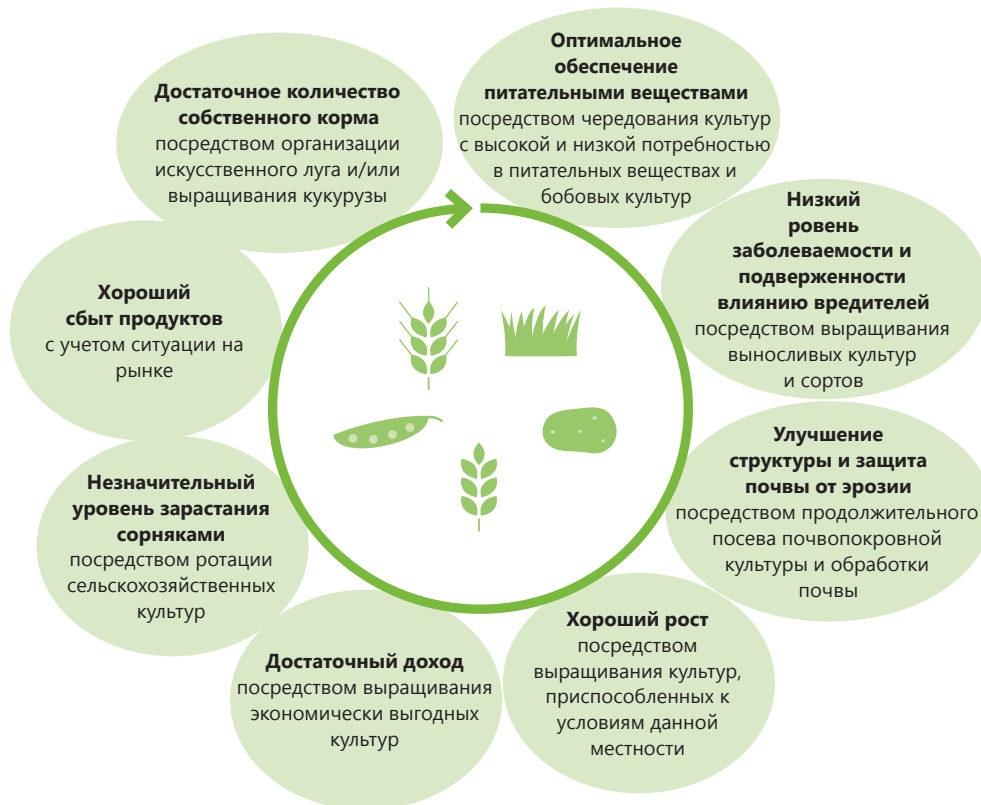 Оптимальное
обеспечение
питательными веществами
посредством чередования культур
с высокой и низкой потребностью
в питательных веществах и
бобовых культур
Низкий
ровень
заболеваемости и
подверженности
влиянию вредителей
посредством выращивания
выносливых культур
и сортов
Улучшение
структуры и защита
почвы от эрозии
посредством продолжительного
посева почвопокровной
культуры и обработки
почвы
Хороший рост
посредством
выращивания культур,
приспособленных к
условиям данной
местности
Достаточный доход
посредством выращивания
экономически выгодных
культур
Незначительный
уровень зарастания
сорняками
посредством ротации
сельскохозяйственных
культур
Хороший
сбыт продуктов
с учетом ситуации на
рынке
Достаточное количество
собственного корма
посредством организации
искусственного луга и/или
выращивания кукурузы